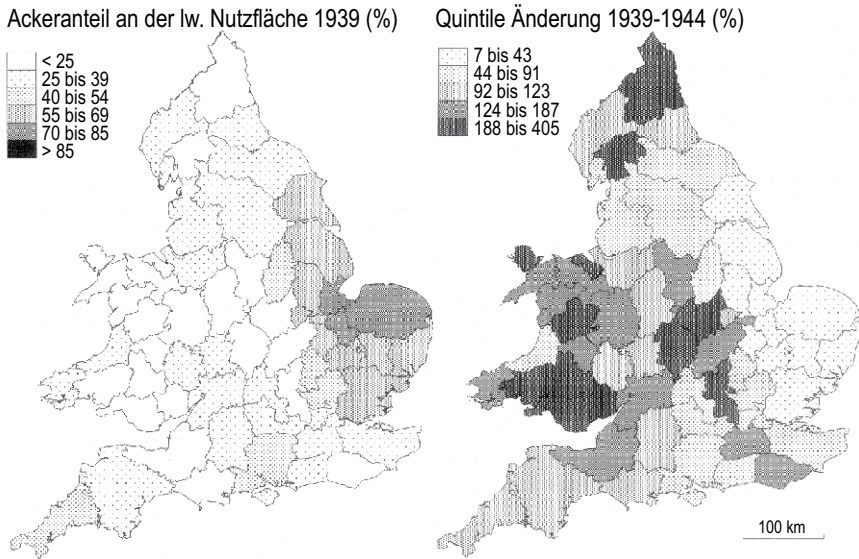 Ackeranteil an der lw. Nutzfläche 1939 (%)
< 25
25 bis 39
40 bis 54
55 bis 69
70 bis 85
> 85
Quintile Änderung 1939-1944 (%)
7 bis 43
44 bis 91
92 bis 123
124 bis 187
188 bis 405
100 km